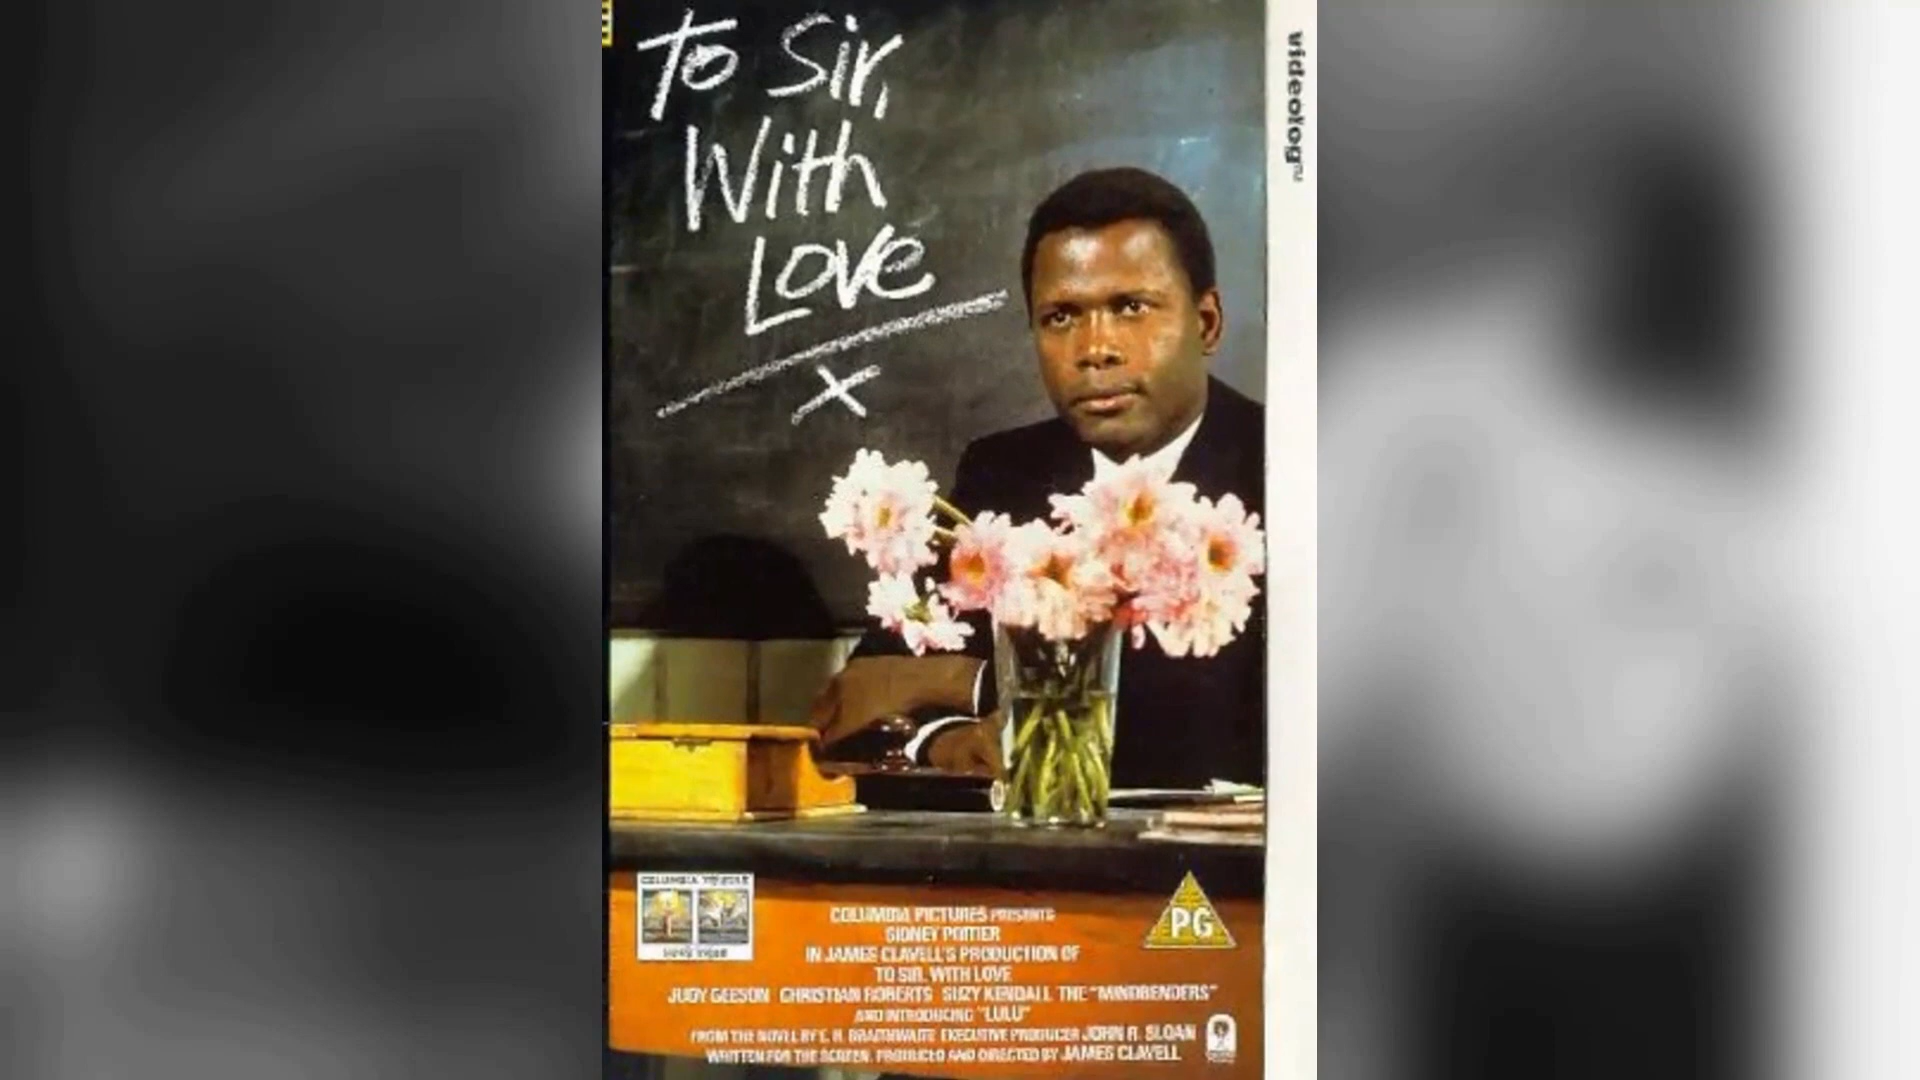 To Sir,
With
Love
x
videolog™
PG
COLUMBIA PICTURES PRESENTS
SIDNEY POITIER
IN JAMES CLAVELL'S PRODUCTION OF
TO SIR, WITH LOVE
JUDY GEESON CHRISTIAN ROBERTS SUZY KENDALL THE "MINDBENDERS"
AND INTRODUCING "LULU"
FROM THE NOVEL BY E. R. BRAITHWAITE EXECUTIVE PRODUCER JOHN R. SLOAN
WRITTEN FOR THE SCREEN, PRODUCED AND DIRECTED BY JAMES CLAVELL